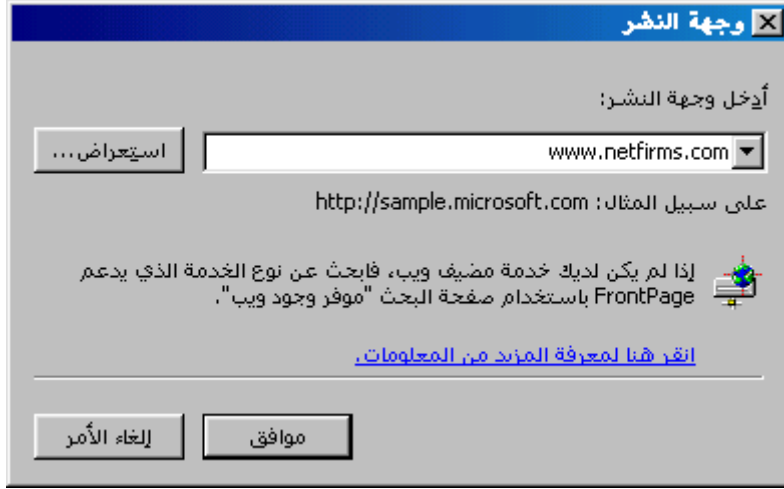 وجهة النشر
أدخل وجهة النشر:
www.netfirms.com
استعراض...
على سبيل المثال: http://sample.microsoft.com
إذا لم يكن لديك خدمة مضيف ويب، فابحث عن نوع الخدمة الذي يدعم
FrontPage باستخدام صفحة البحث "موفر وجود ويب".
انقر هنا لمعرفة المزيد من المعلومات.
موافق
إلغاء الأمر